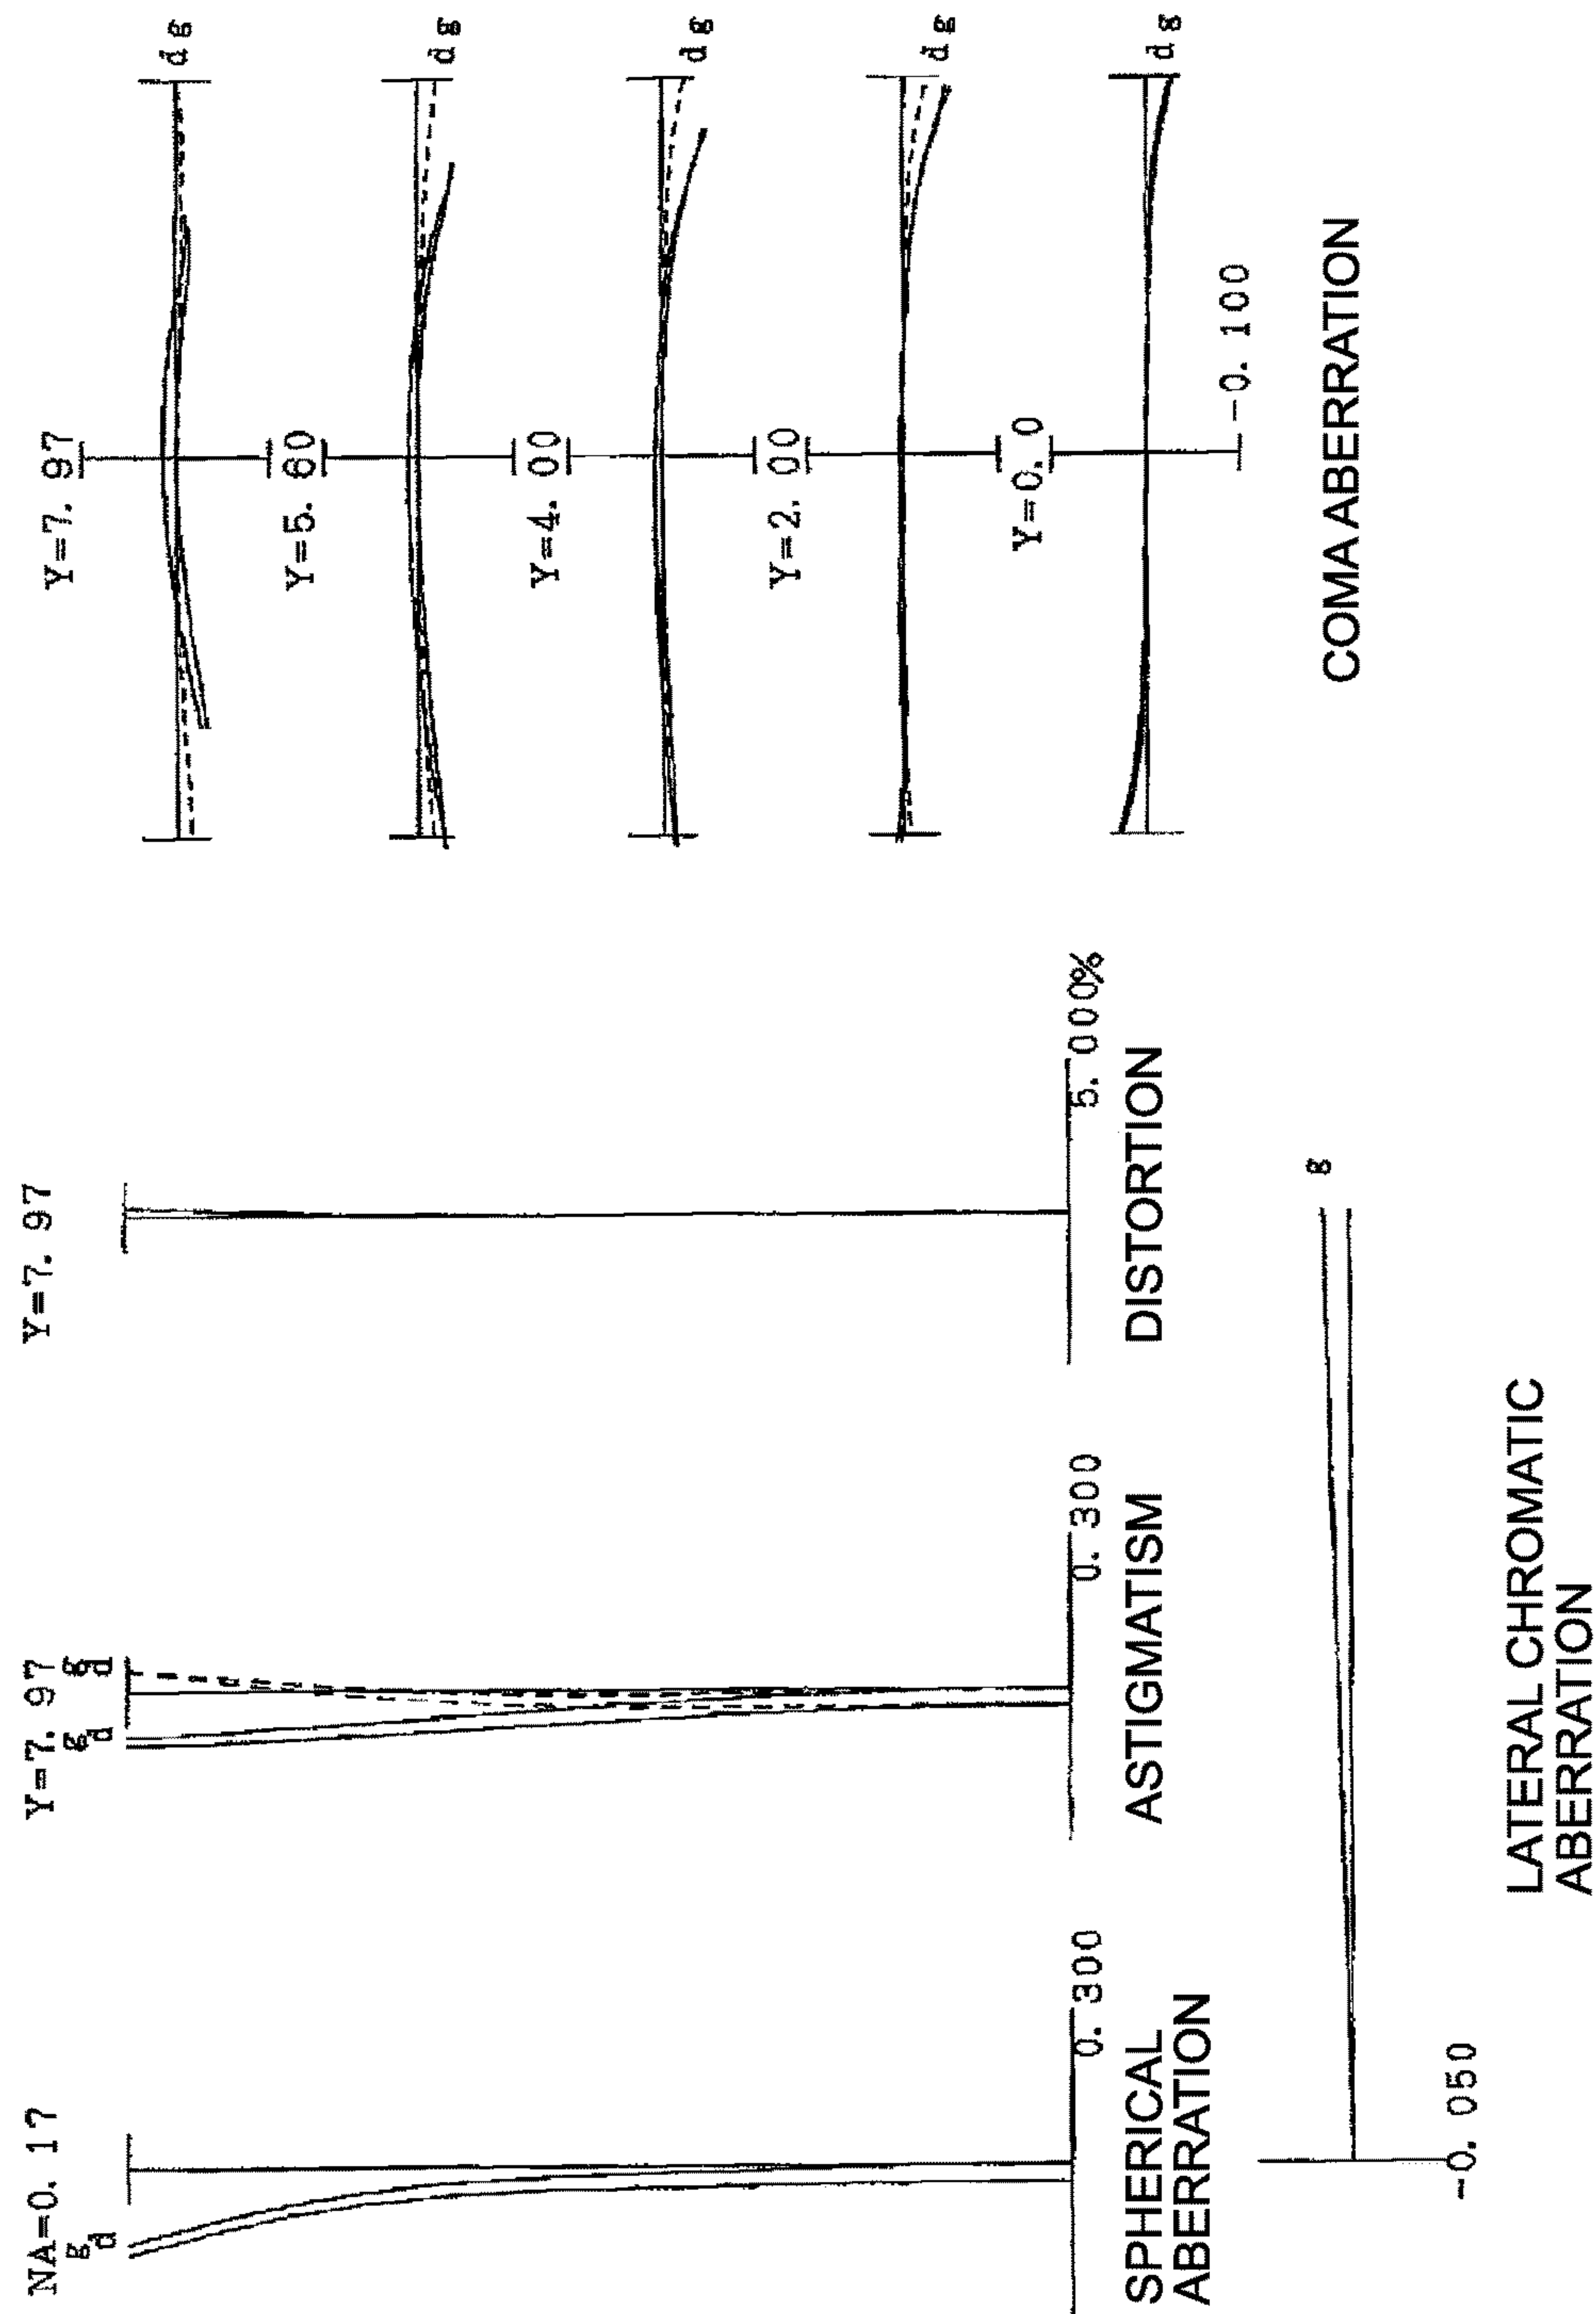 NA=0. 17
g
d
0. 300
SPHERICAL
ABERRATION
Y=7. 97
g
d
g
d
0. 300
ASTIGMATISM
Y=7. 97
5. 000%
DISTORTION
g
-0. 050
LATERAL CHROMATIC
ABERRATION
Y=7. 97
d g
Y=5. 60
d g
Y=4. 00
d g
Y=2. 00
d g
Y=0. 0
d g
-0. 100
COMA ABERRATION